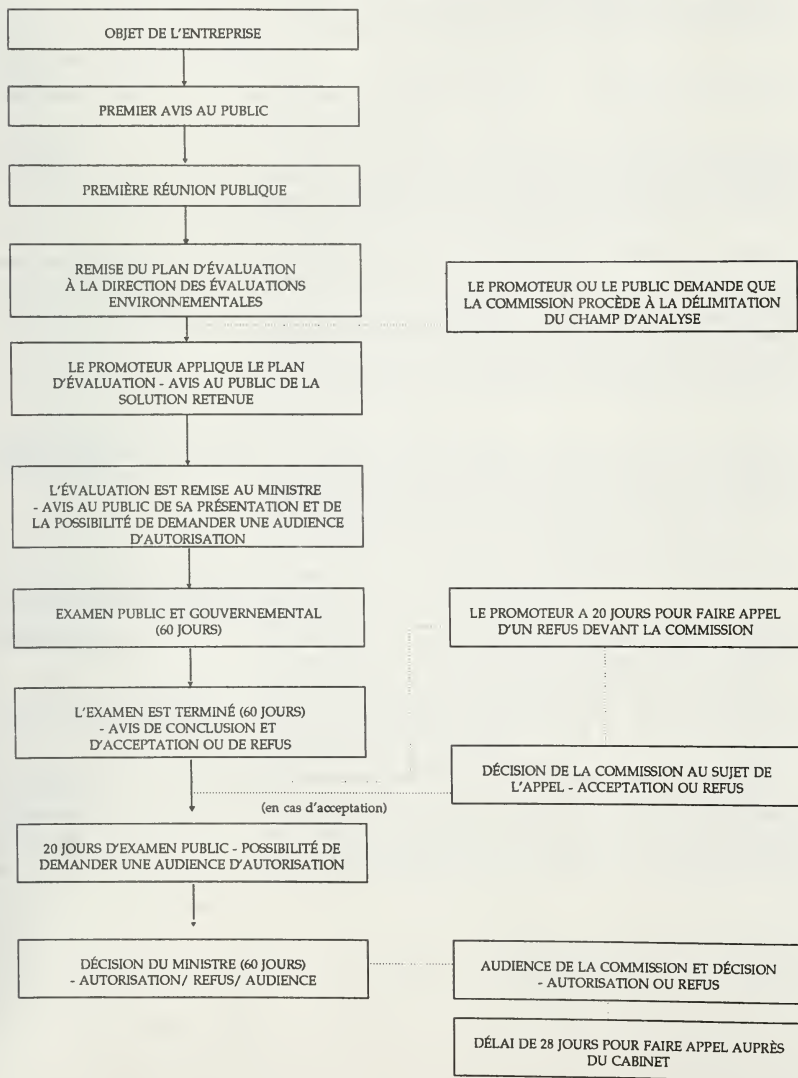 OBJET DE L'ENTREPRISE
PREMIER AVIS AU PUBLIC
PREMIÈRE RÉUNION PUBLIQUE
REMISE DU PLAN D'ÉVALUATION
À LA DIRECTION DES ÉVALUATIONS
ENVIRONNEMENTALES
LE PROMOTEUR OU LE PUBLIC DEMANDE QUE
LA COMMISSION PROCÈDE À LA DÉLIMITATION
DU CHAMP D'ANALYSE
LE PROMOTEUR APPLIQUE LE PLAN
D'ÉVALUATION - AVIS AU PUBLIC DE LA
SOLUTION RETENUE
L'ÉVALUATION EST REMISE AU MINISTRE
- AVIS AU PUBLIC DE SA PRÉSENTATION ET DE
LA POSSIBILITÉ DE DEMANDER UNE AUDIENCE
D'AUTORISATION
EXAMEN PUBLIC ET GOUVERNEMENTAL
(60 JOURS)
LE PROMOTEUR A 20 JOURS POUR FAIRE APPEL
D'UN REFUS DEVANT LA COMMISSION
L'EXAMEN EST TERMINÉ (60 JOURS)
- AVIS DE CONCLUSION ET
D'ACCEPTATION OU DE REFUS
DÉCISION DE LA COMMISSION AU SUJET DE
L'APPEL - ACCEPTATION OU REFUS
(en cas d'acceptation)
20 JOURS D'EXAMEN PUBLIC - POSSIBILITÉ DE
DEMANDER UNE AUDIENCE D'AUTORISATION
DÉCISION DU MINISTRE (60 JOURS)
- AUTORISATION/ REFUS/ AUDIENCE
AUDIENCE DE LA COMMISSION ET DÉCISION
- AUTORISATION OU REFUS
DÉLAI DE 28 JOURS POUR FAIRE APPEL AUPRÈS
DU CABINET